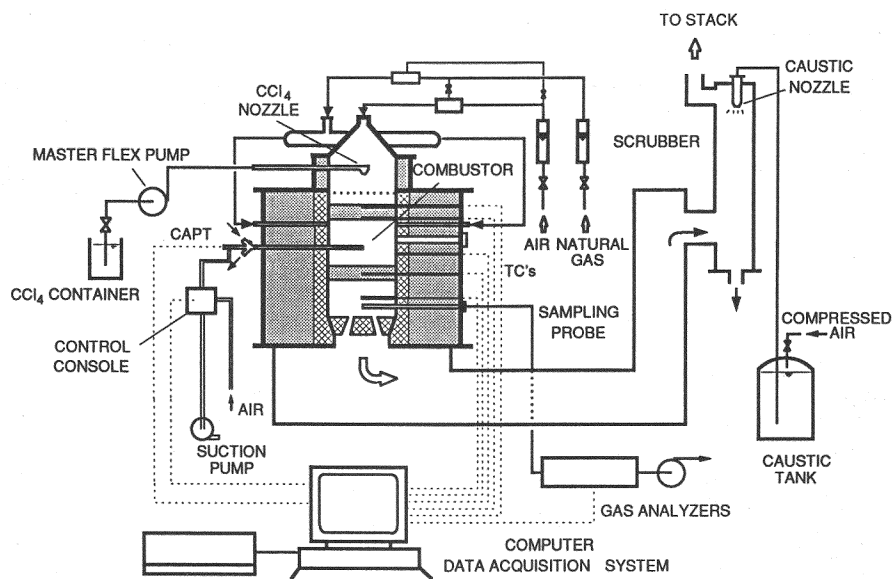 TO STACK
CAUSTIC
NOZZLE
CCl4
NOZZLE
SCRUBBER
MASTER FLEX PUMP
COMBUSTOR
CAPT
AIR NATURAL
GAS
TC's
CCl4 CONTAINER
SAMPLING
PROBE
COMPRESSED
AIR
CONTROL
CONSOLE
AIR
SUCTION
PUMP
CAUSTIC
TANK
GAS ANALYZERS
COMPUTER
DATA ACQUISITION SYSTEM